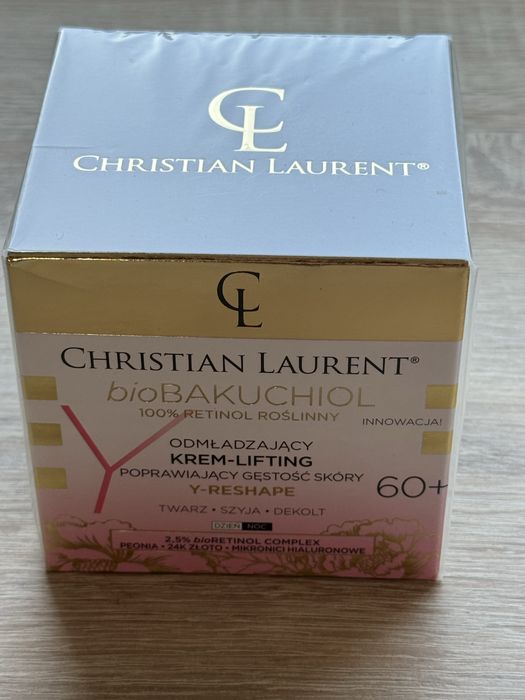 CL
CHRISTIAN LAURENT®
CL
CHRISTIAN LAURENT®
bioBAKUCHIOL
100% RETINOL ROŚLINNY
INNOWACJA!
ODMŁADZAJĄCY
KREM-LIFTING
POPRAWIAJĄCY GĘSTOŚĆ SKÓRY
Y-RESHAPE
60+
TWARZ • SZYJA • DEKOLT
DZIEŃ NOC
2,5% bioRETINOL COMPLEX
PEONIA • 24K ZŁOTO • MIKRONICI HIALURONOWE